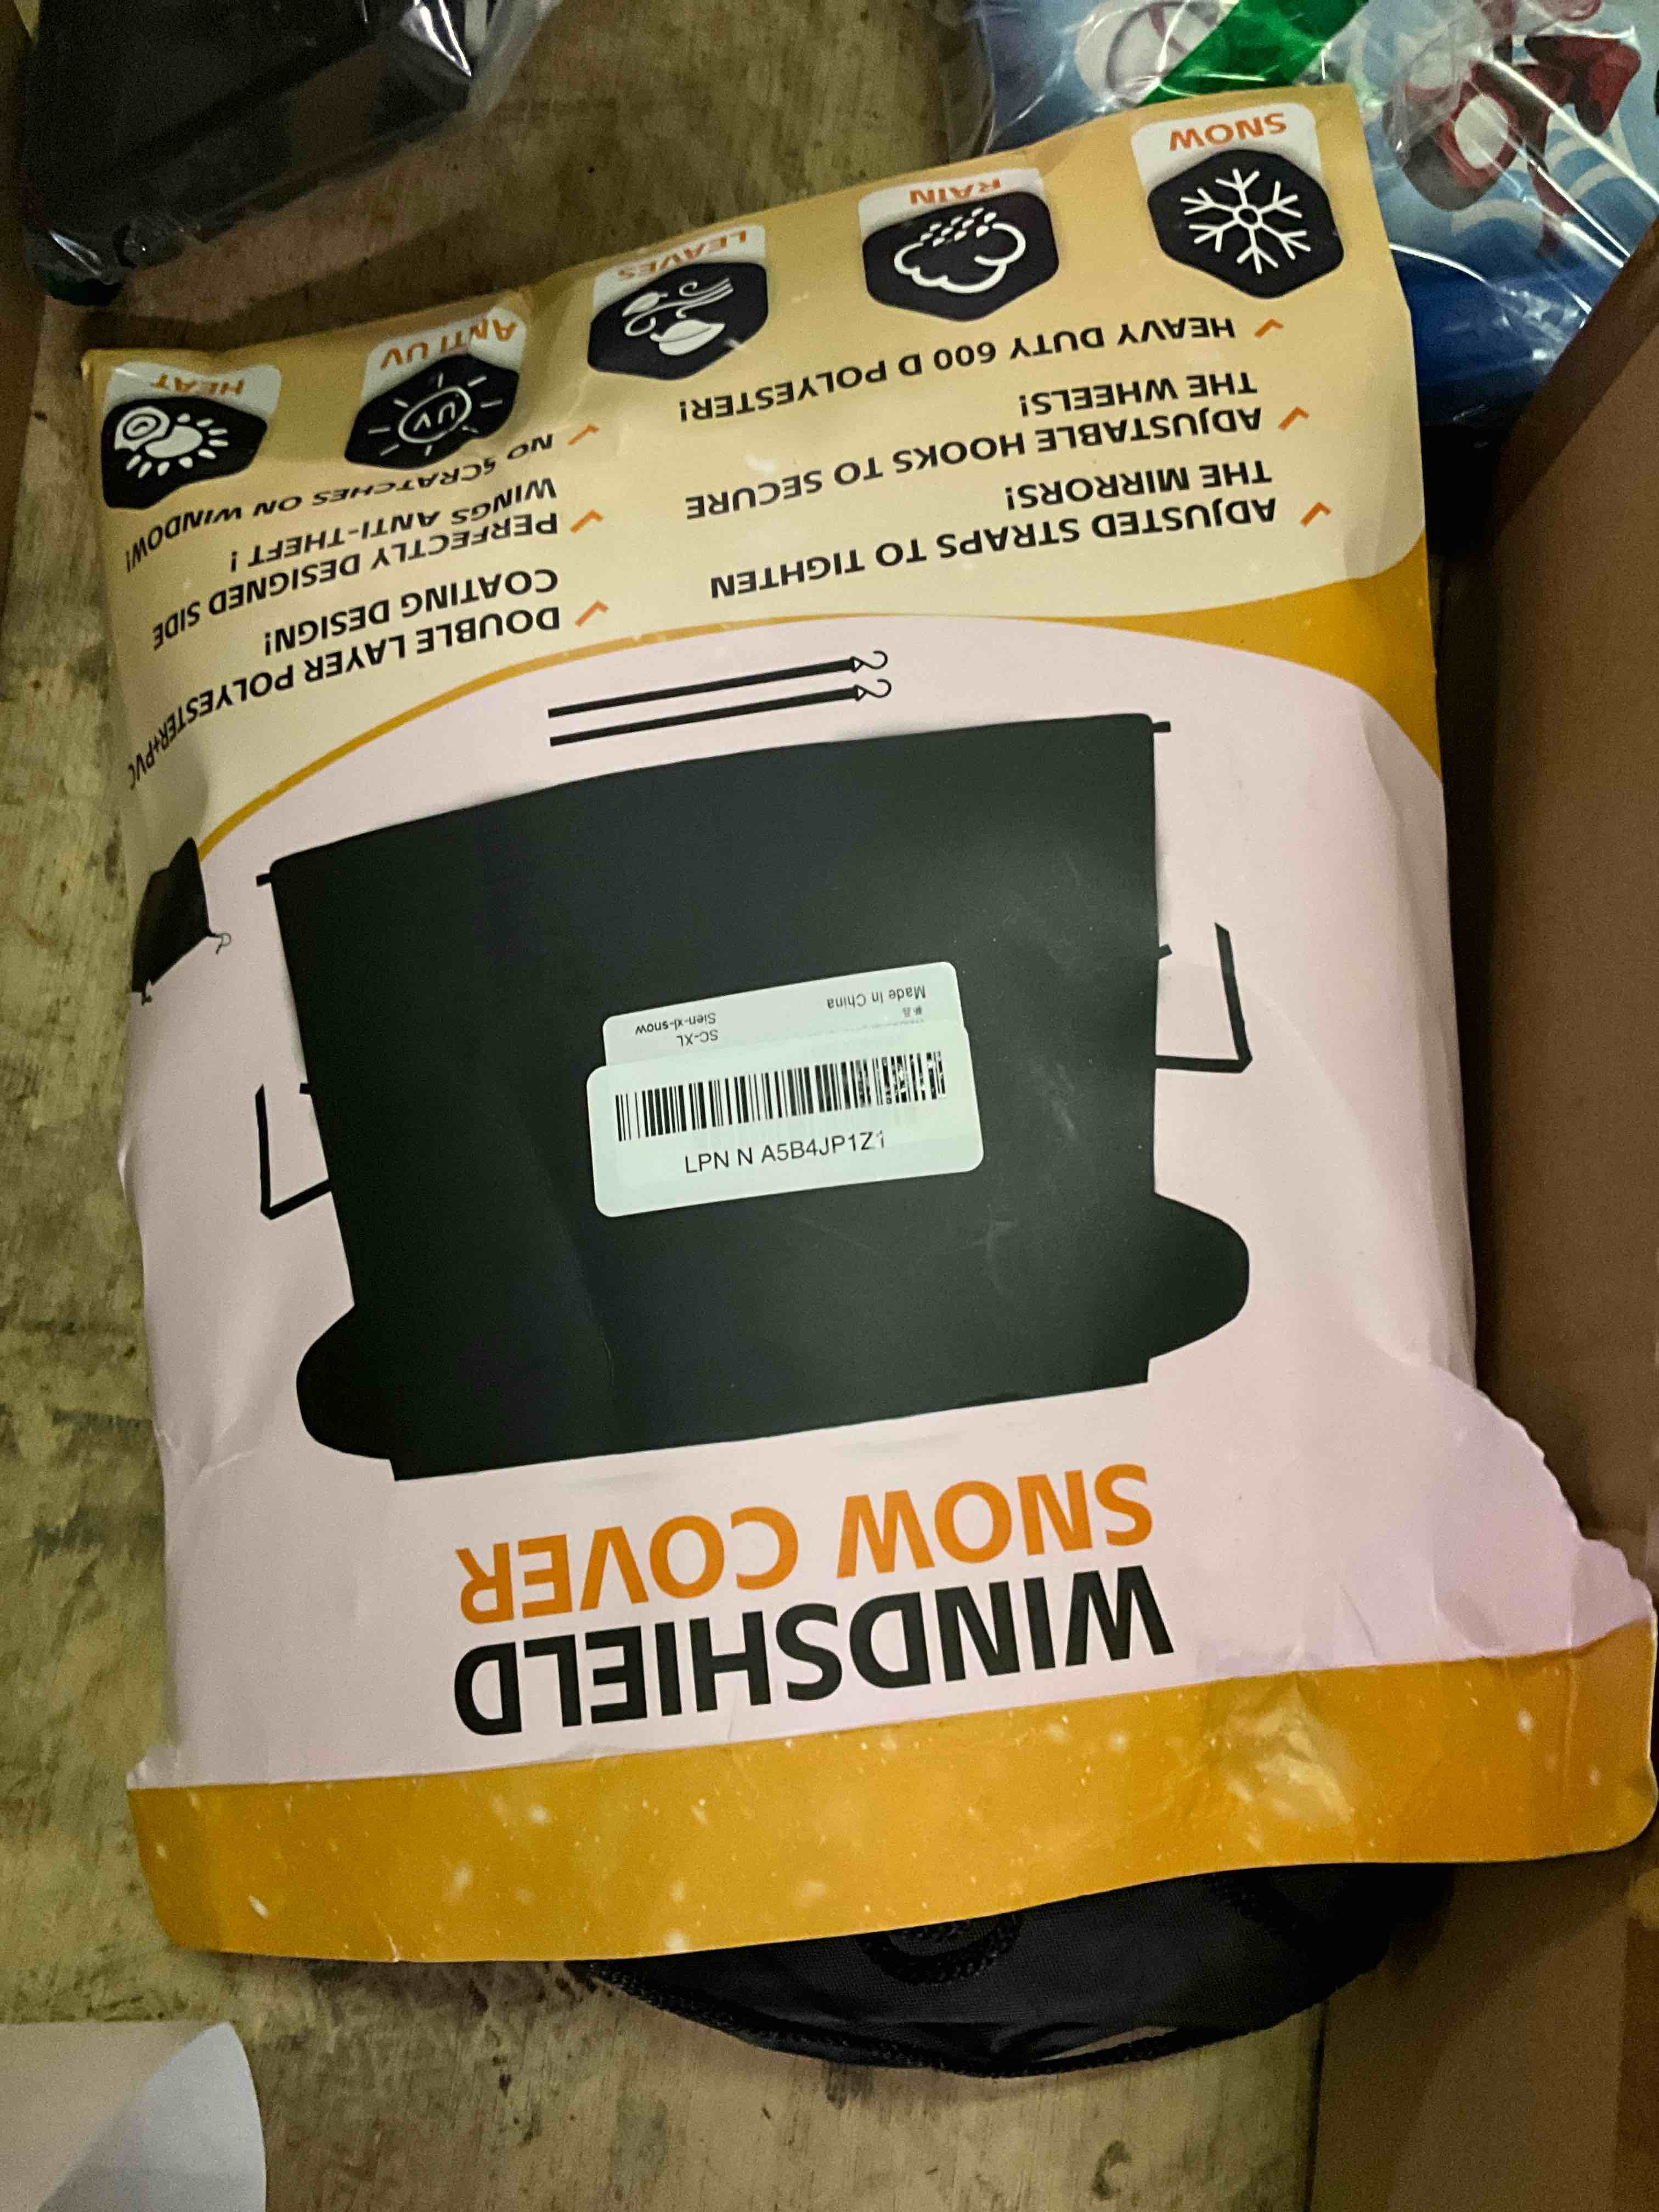 WINDSHIELD
SNOW COVER
LPN N A5B4JP1Z1
SC-XL
Sien-xl-snow
Made in China
ADJUSTED STRAPS TO TIGHTEN
THE MIRRORS!
ADJUSTABLE HOOKS TO SECURE
THE WHEELS!
HEAVY DUTY 600 D POLYESTER!
DOUBLE LAYER POLYESTER+PVC
COATING DESIGN!
PERFECTLY DESIGNED SIDE
WINGS ANTI-THEFT !
NO SCRATCHES ON WINDOW!
UV
SNOW
RAIN
LEAVES
ANTI UV
HEAT